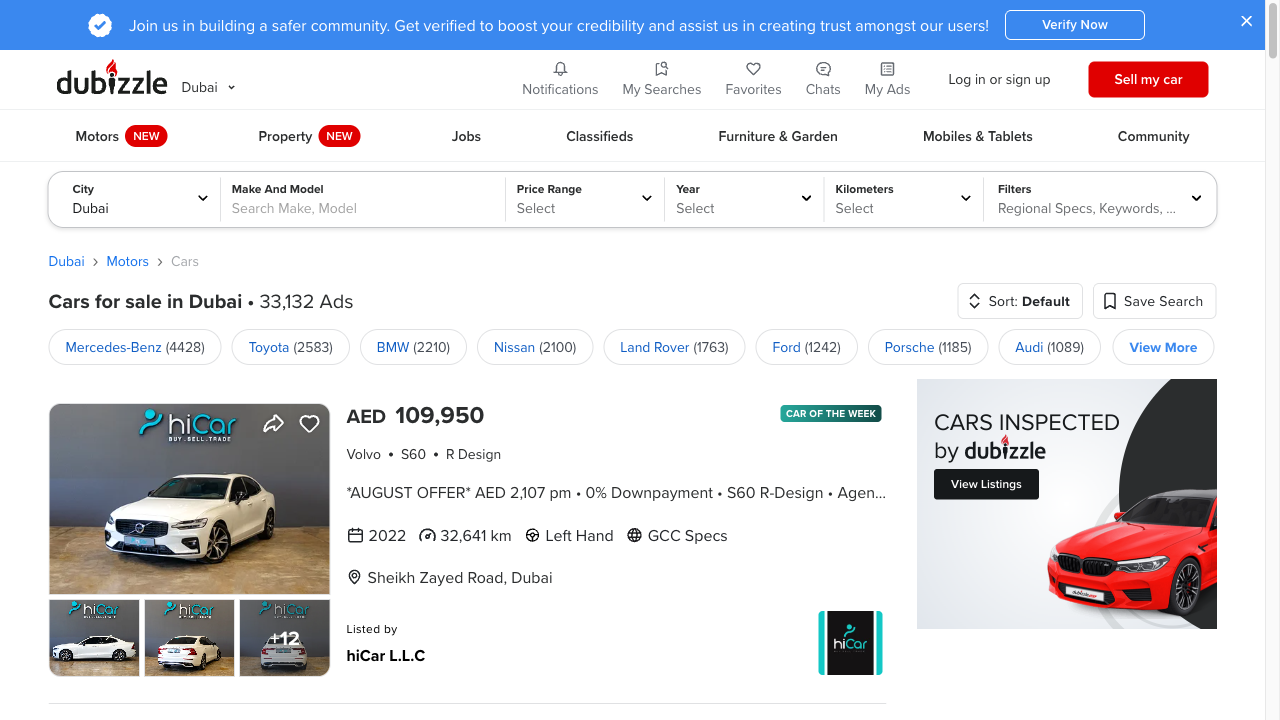 Join us in building a safer community. Get verified to boost your credibility and assist us in creating trust amongst our users!
Verify Now
dubizzle
Dubai
Notifications
My Searches
Favorites
Chats
My Ads
Log in or sign up
Sell my car
Motors NEW
Property NEW
Jobs
Classifieds
Furniture & Garden
Mobiles & Tablets
Community
City
Dubai
Make And Model
Search Make, Model
Price Range
Select
Year
Select
Kilometers
Select
Filters
Regional Specs, Keywords, ...
Dubai > Motors > Cars
Cars for sale in Dubai • 33,132 Ads
Sort: Default
Save Search
Mercedes-Benz (4428)
Toyota (2583)
BMW (2210)
Nissan (2100)
Land Rover (1763)
Ford (1242)
Porsche (1185)
Audi (1089)
View More
hiCar
BUY.SELL.TRADE
AED 109,950
CAR OF THE WEEK
Volvo • S60 • R Design
*AUGUST OFFER* AED 2,107 pm • 0% Downpayment • S60 R-Design • Agen...
2022
32,641 km
Left Hand
GCC Specs
Sheikh Zayed Road, Dubai
hiCar
hiCar
hiCar
+12
Listed by
hiCar L.L.C
hiCar
CARS INSPECTED
by dubizzle
View Listings